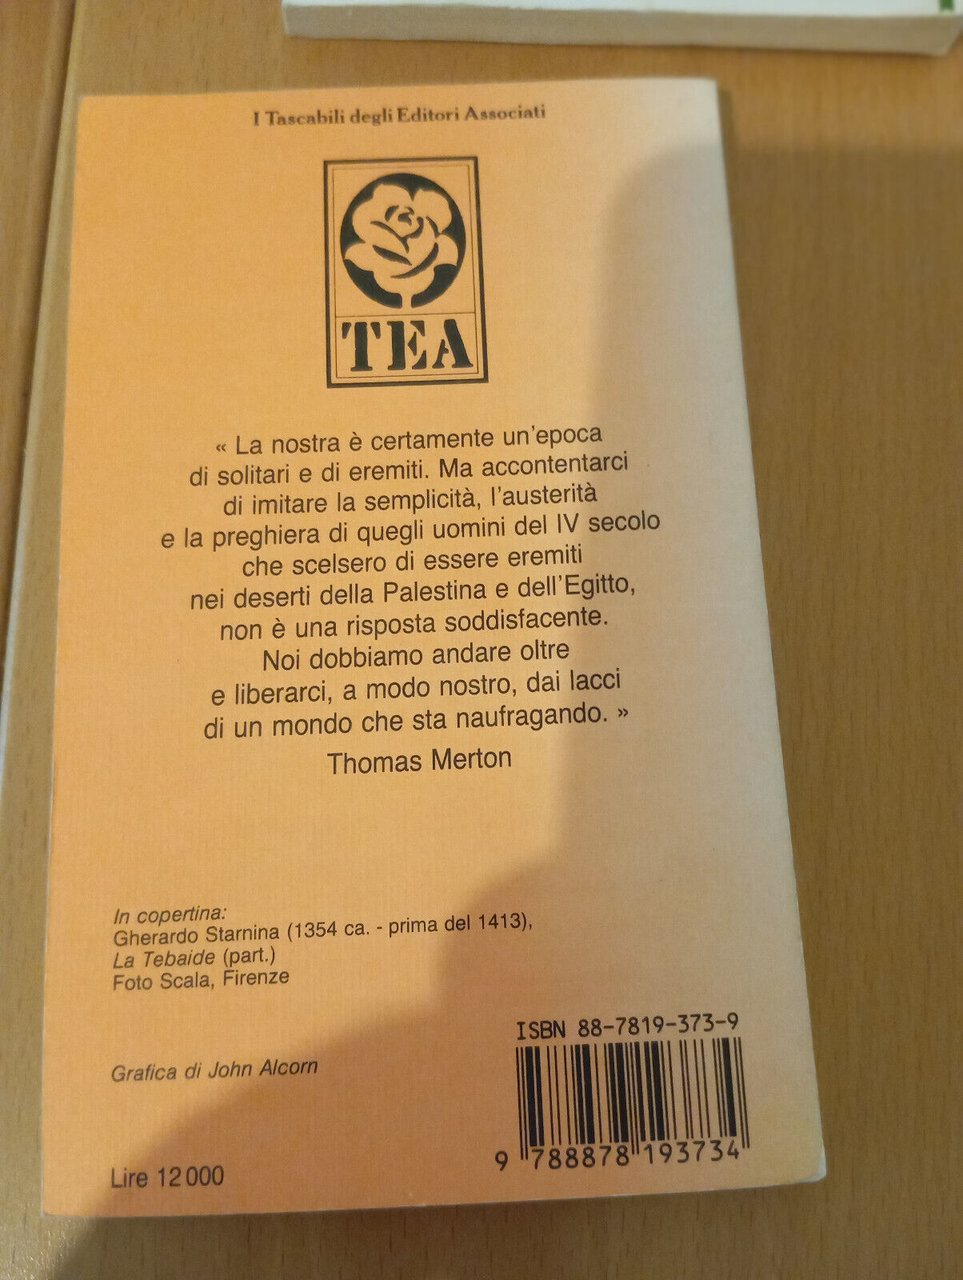 I Tascabili degli Editori Associati
TEA
« La nostra è certamente un'epoca
di solitari e di eremiti. Ma accontentarci
di imitare la semplicità, l'austerità
e la preghiera di quegli uomini del IV secolo
che scelsero di essere eremiti
nei deserti della Palestina e dell'Egitto,
non è una risposta soddisfacente.
Noi dobbiamo andare oltre
e liberarci, a modo nostro, dai lacci
di un mondo che sta naufragando. »
Thomas Merton
In copertina:
Gherardo Starnina (1354 ca. - prima del 1413),
La Tebaide (part.)
Foto Scala, Firenze
Grafica di John Alcorn
Lire 12 000
ISBN 88-7819-373-9
9 788878 193734